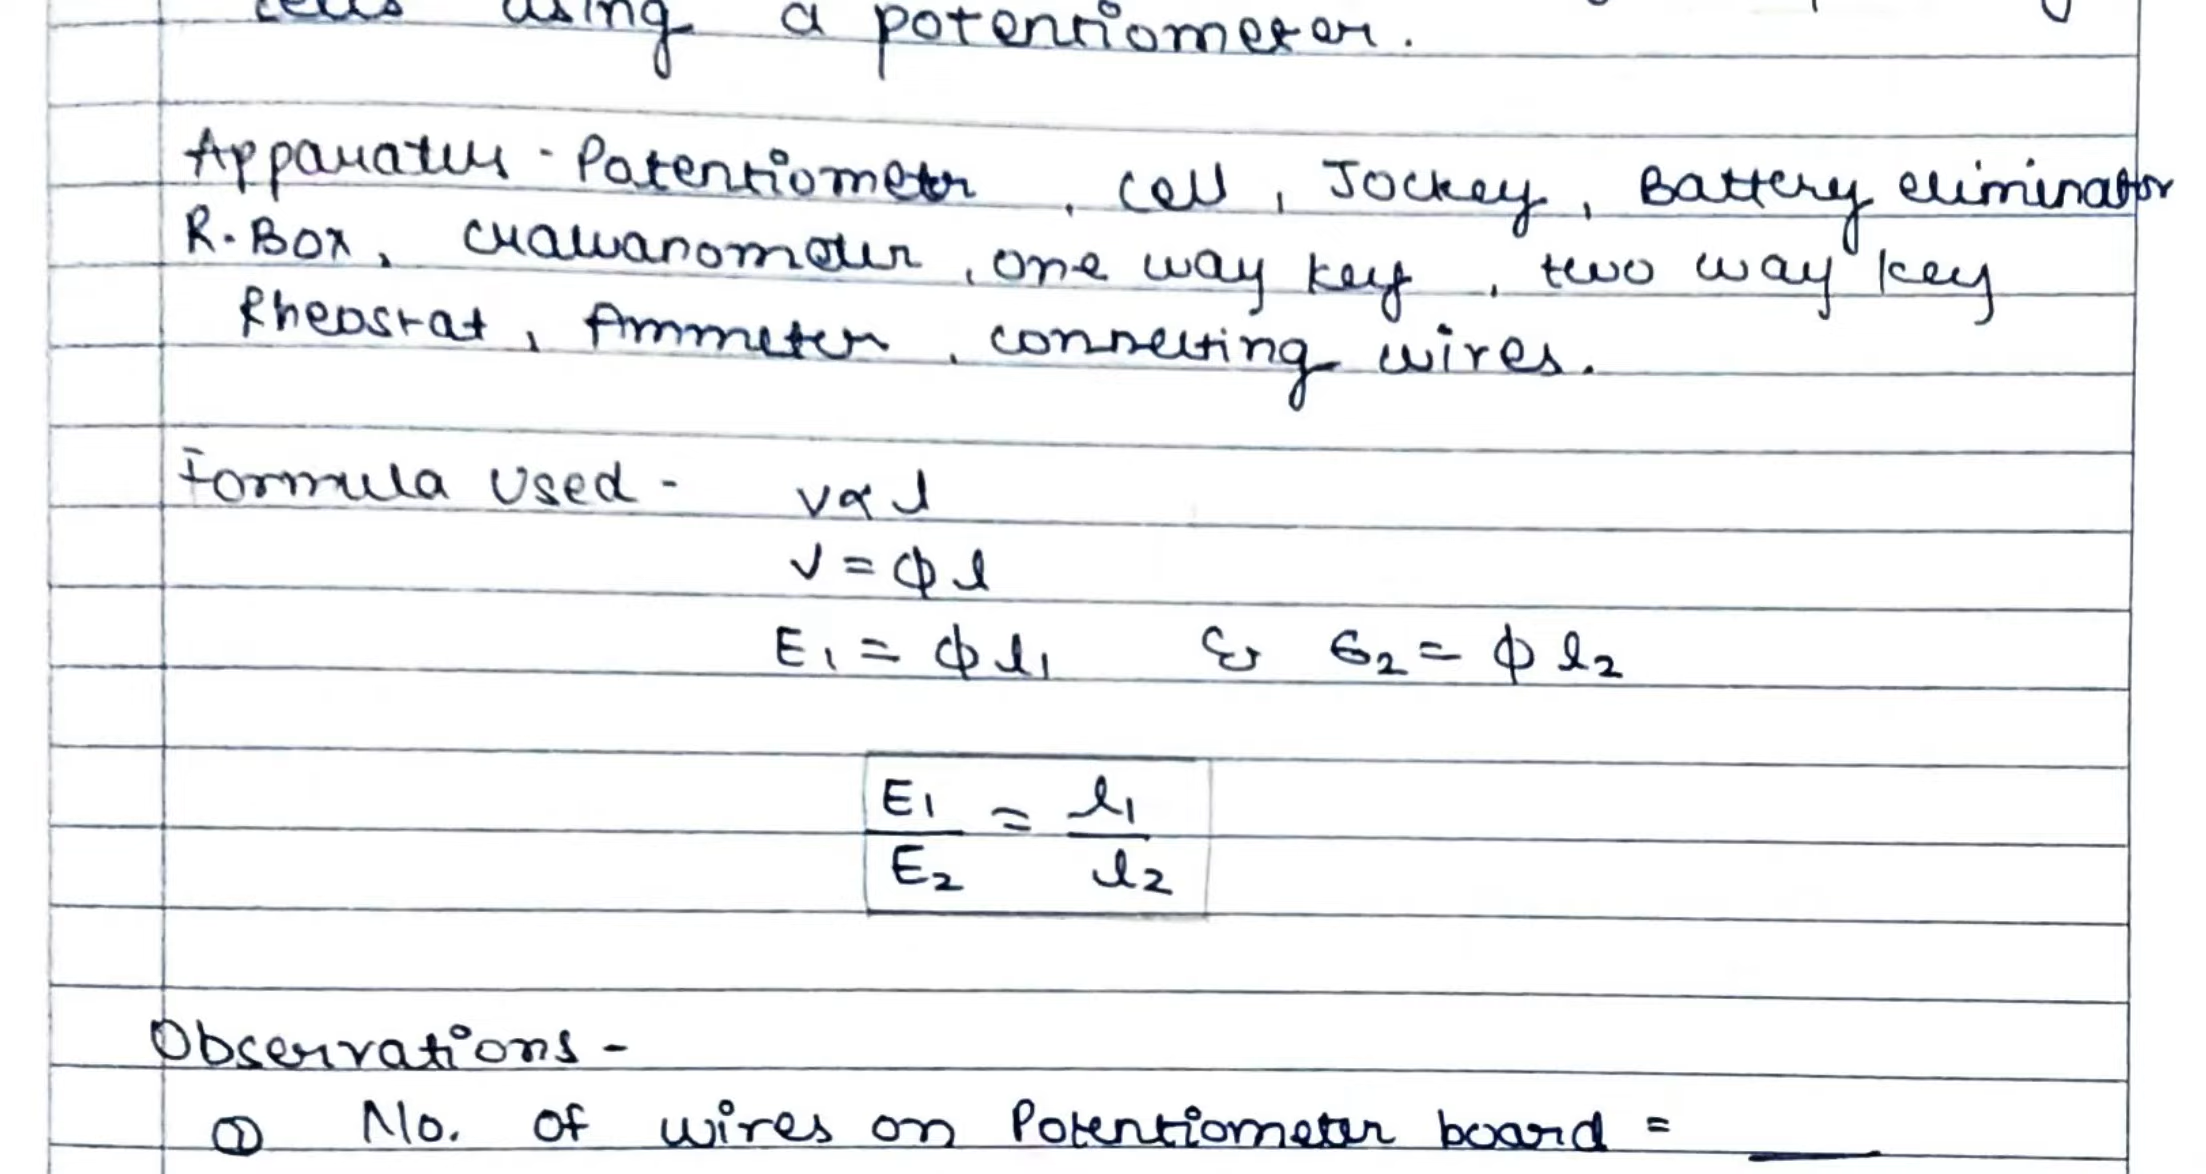 cells using a potentiometer.
Apparatus - Potentiometer, cell, Jockey, Battery eliminator
R.Box, Galvanometer, one way key, two way key
Rheostat, Ammeter, connecting wires.
Formula Used - V∝l
V=ϕl
E₁=ϕl₁ & E₂=ϕl₂
E₁/E₂ = l₁/l₂
Observations -
① No. of wires on Potentiometer board = ___